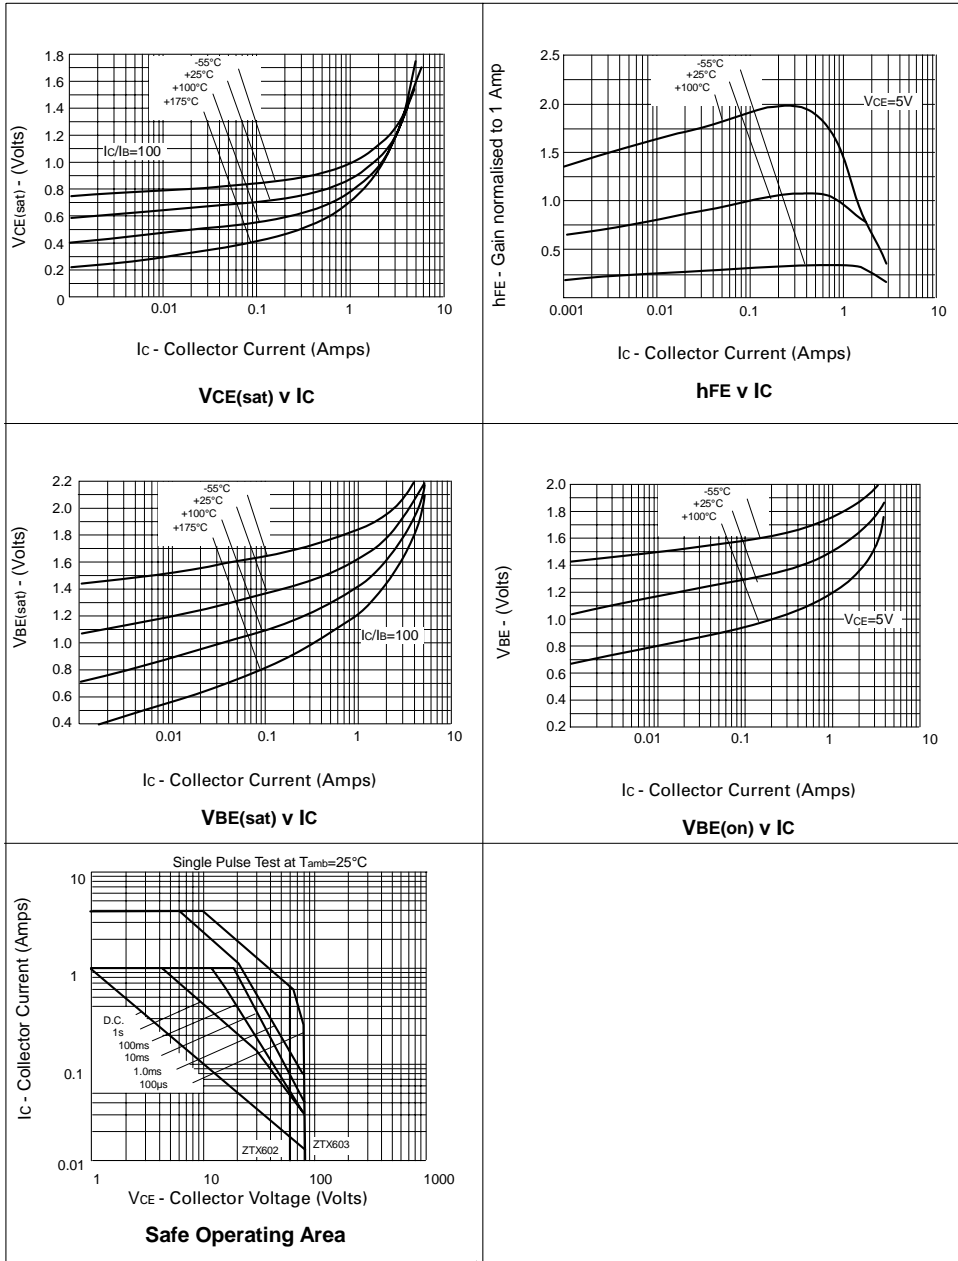 1.8
1.6
1.4
1.2
1.0
0.8
0.6
0.4
0.2
0
VCE(sat) - (Volts)
-55°C
+25°C
+100°C
+175°C
IC/IB=100
0.01
0.1
1
10
IC - Collector Current (Amps)
VCE(sat) v IC
2.5
2.0
1.5
1.0
0.5
hFE - Gain normalised to 1 Amp
-55°C
+25°C
+100°C
VCE=5V
0.001
0.01
0.1
1
10
IC - Collector Current (Amps)
hFE v IC
2.2
2.0
1.8
1.6
1.4
1.2
1.0
0.8
0.6
0.4
VBE(sat) - (Volts)
-55°C
+25°C
+100°C
+175°C
IC/IB=100
0.01
0.1
1
10
IC - Collector Current (Amps)
VBE(sat) v IC
2.0
1.8
1.6
1.4
1.2
1.0
0.8
0.6
0.4
0.2
VBE - (Volts)
-55°C
+25°C
+100°C
VCE=5V
0.01
0.1
1
10
IC - Collector Current (Amps)
VBE(on) v IC
Single Pulse Test at Tamb=25°C
10
1
0.1
0.01
IC - Collector Current (Amps)
D.C.
1s
100ms
10ms
1.0ms
100µs
ZTX602
ZTX603
1
10
100
1000
VCE - Collector Voltage (Volts)
Safe Operating Area